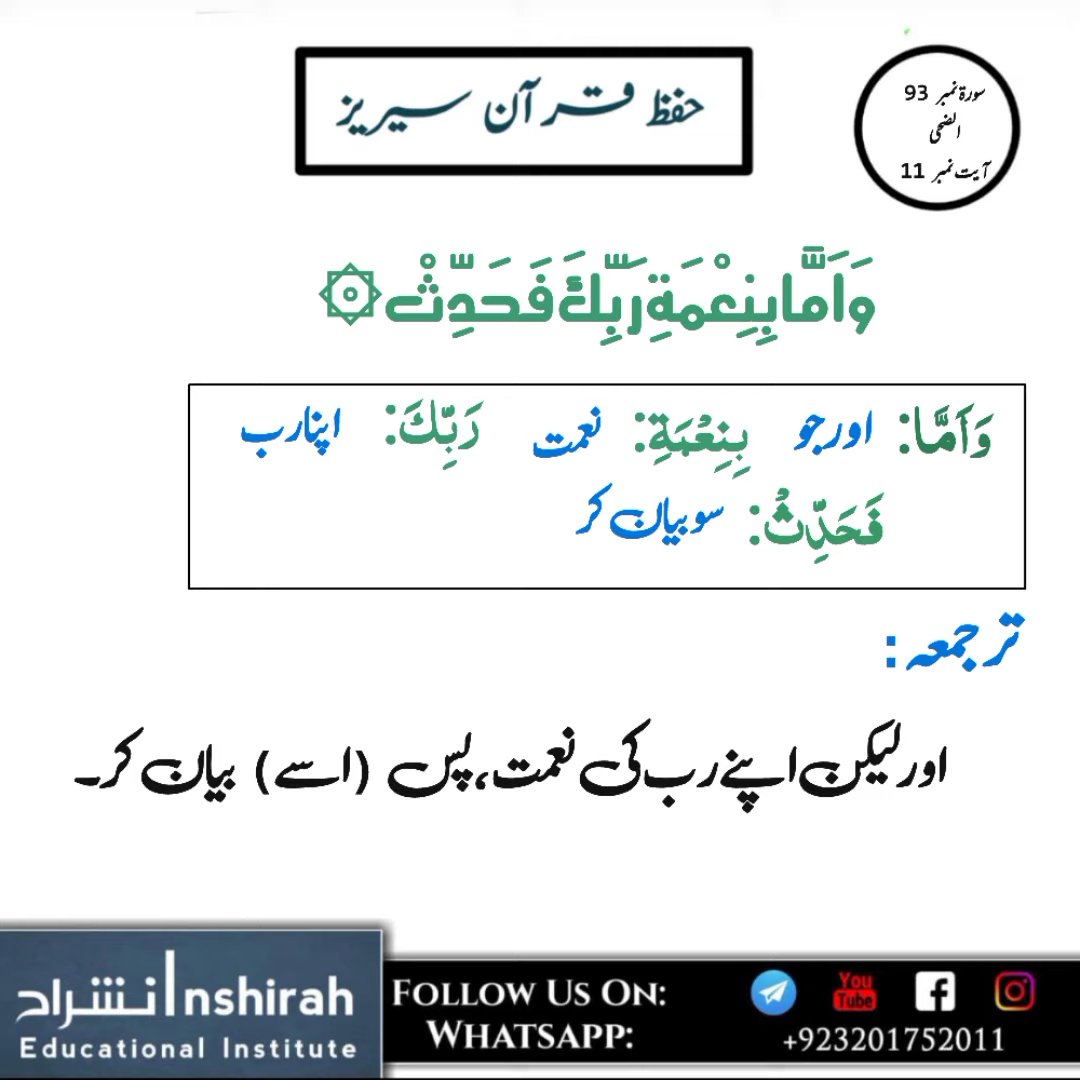 حفظ قرآن سیریز
سورۃ نمبر 93
الضحی
آیت نمبر 11
وَاَمَّا بِنِعْمَةِ رَبِّكَ فَحَدِّثْ ۞
وَاَمَّا: اور جو بِنِعْمَةِ: نعمت رَبِّكَ: اپنا رب
فَحَدِّثْ: سو بیان کر
ترجمعہ :
اور لیکن اپنے رب کی نعمت، پس (اسے) بیان کر۔
انشراح Inshirah
Educational Institute
Follow Us On:
You
Tube
Whatsapp: +923201752011